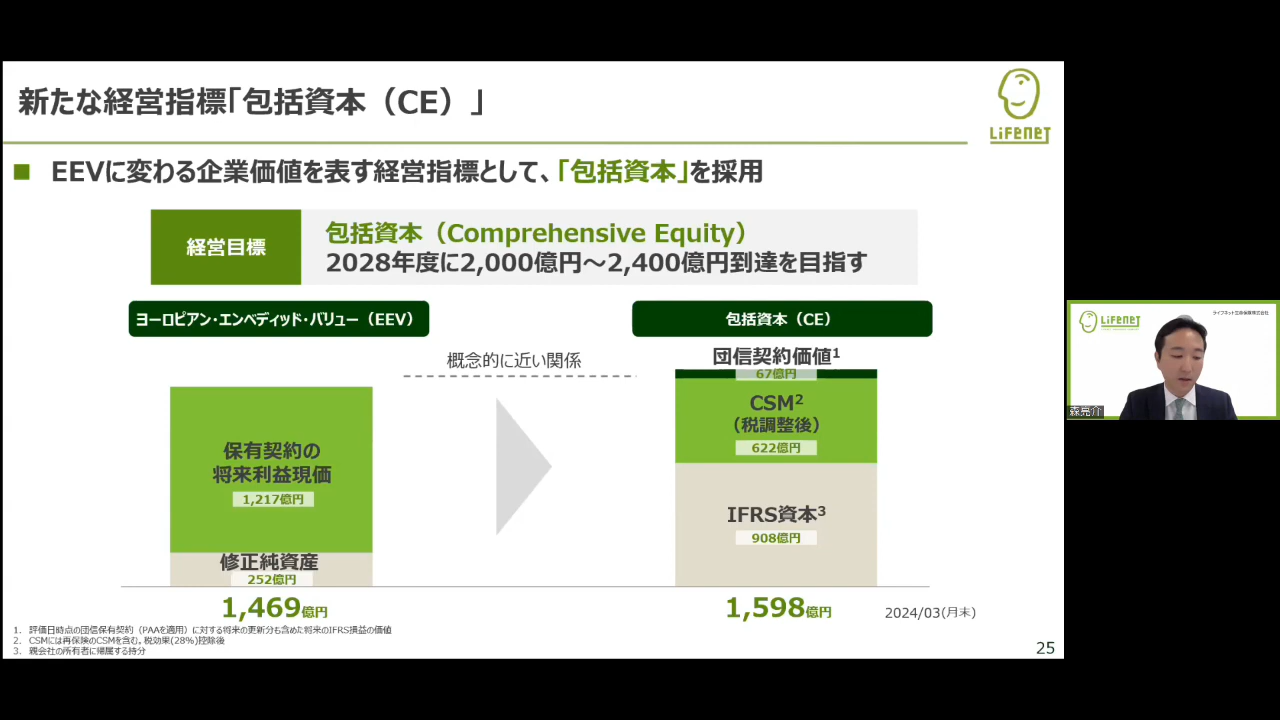 新たな経営指標「包括資本（CE）」
LIFENET
■ EEVに変わる企業価値を表す経営指標として、「包括資本」を採用
経営目標
包括資本（Comprehensive Equity）
2028年度に2,000億円～2,400億円到達を目指す
ヨーロピアン・エンベディッド・バリュー（EEV）
包括資本（CE）
概念的に近い関係
団信契約価値1
67億円
CSM2
（税調整後）
622億円
保有契約の
将来利益現価
1,217億円
IFRS資本3
908億円
修正純資産
252億円
1,469億円
1,598億円
2024/03(月末)
1. 評価日時点の団信保有契約（PAAを適用）に対する将来の更新分も含めた将来のIFRS損益の価値
2. CSMには再保険のCSMを含む。税効果(28%)控除後
3. 親会社の所有者に帰属する持分
25
LIFENET
ライフネット生命保険株式会社
森亮介